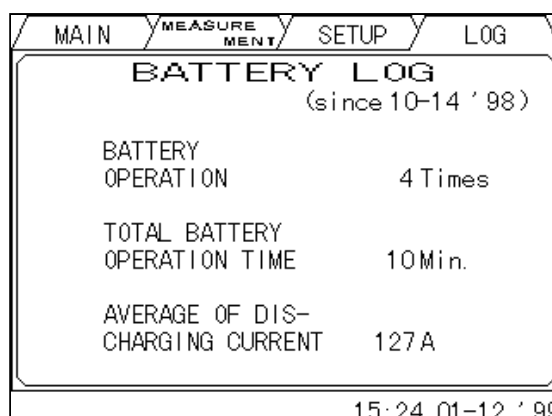 MAIN MEASURE MENT SETUP LOG
BATTERY LOG
(since 10-14 '98)
BATTERY
OPERATION 4 Times
TOTAL BATTERY
OPERATION TIME 10 Min.
AVERAGE OF DIS-
CHARGING CURRENT 127 A
15:24 01-12 '99